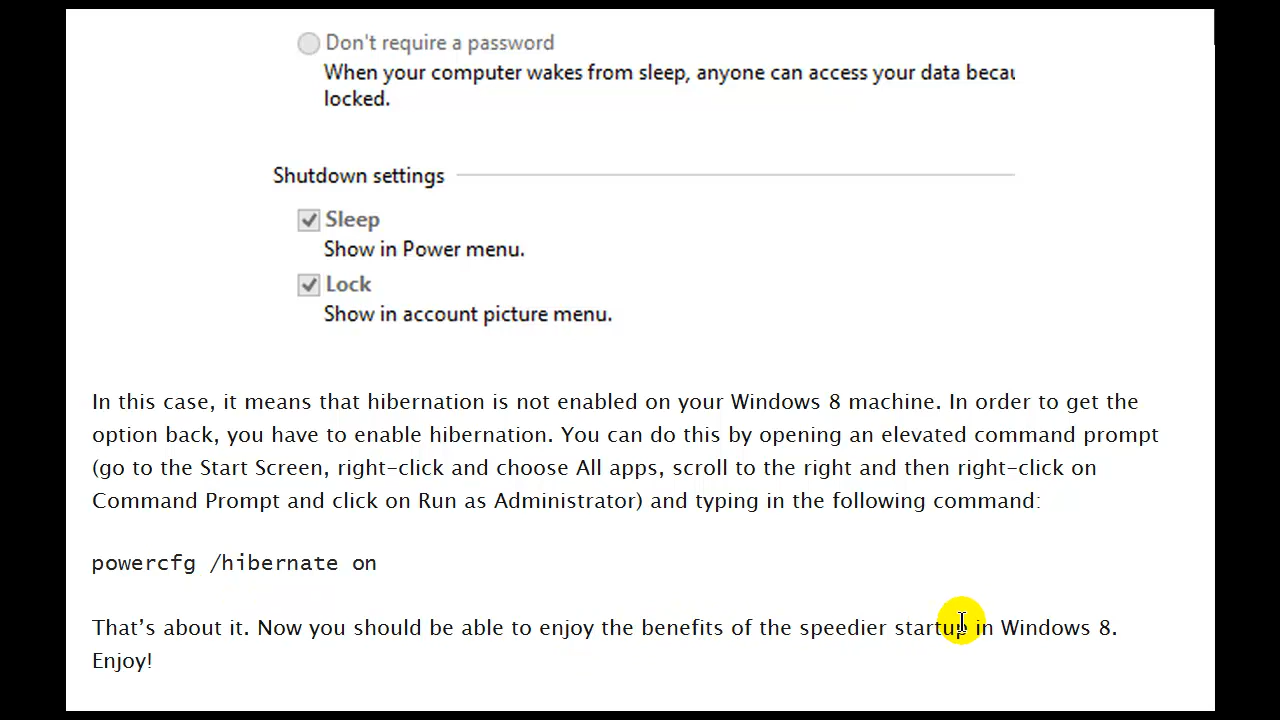 Don't require a password
When your computer wakes from sleep, anyone can access your data becau
locked.
Shutdown settings
Sleep
Show in Power menu.
Lock
Show in account picture menu.
In this case, it means that hibernation is not enabled on your Windows 8 machine. In order to get the
option back, you have to enable hibernation. You can do this by opening an elevated command prompt
(go to the Start Screen, right-click and choose All apps, scroll to the right and then right-click on
Command Prompt and click on Run as Administrator) and typing in the following command:
powercfg /hibernate on
That’s about it. Now you should be able to enjoy the benefits of the speedier startup in Windows 8.
Enjoy!